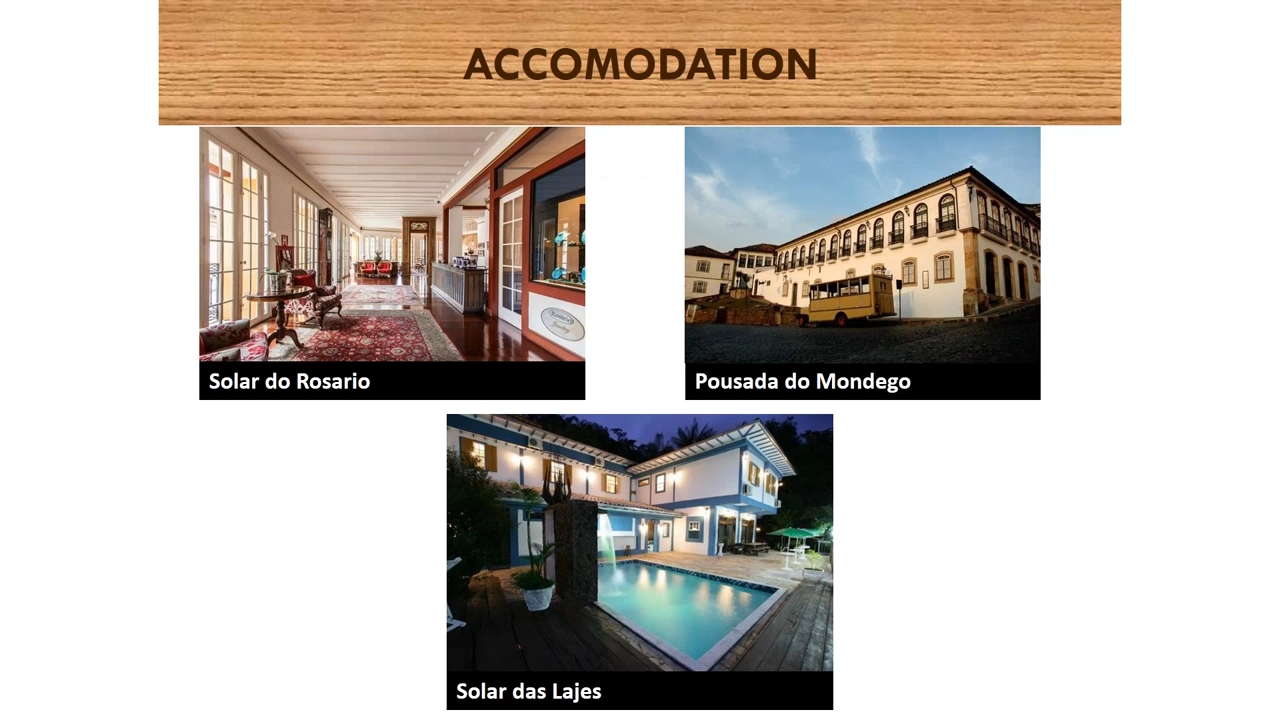 ACCOMODATION
Solar do Rosario
Pousada do Mondego
Solar das Lajes